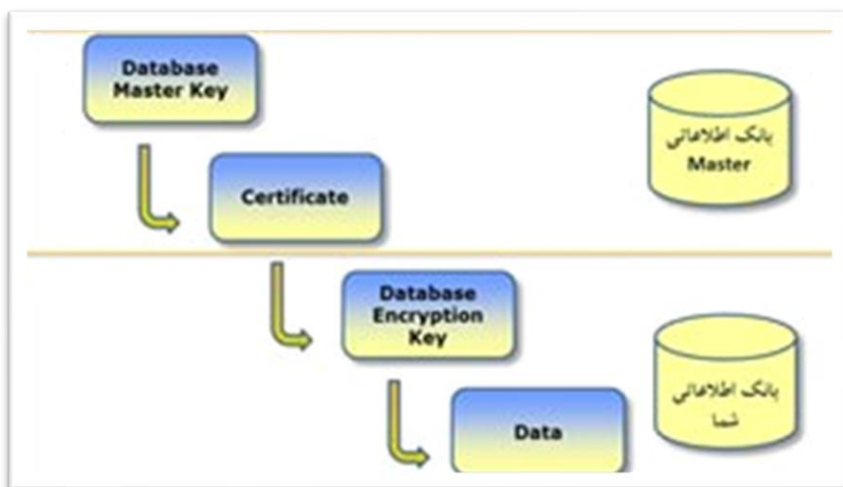 Database
Master Key
بانک اطلاعاتی
Master
Certificate
Database
Encryption
Key
بانک اطلاعاتی
شما
Data